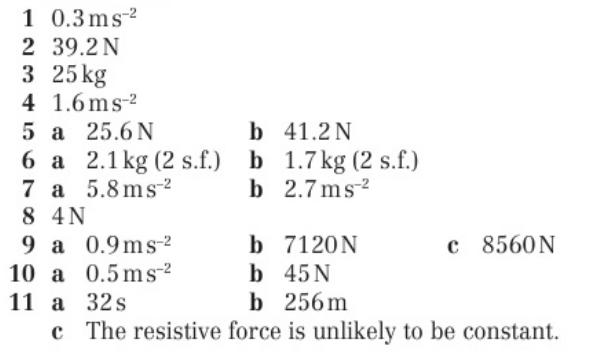 1 0.3 m s⁻²
2 39.2 N
3 25 kg
4 1.6 m s⁻²
5 a 25.6 N b 41.2 N
6 a 2.1 kg (2 s.f.) b 1.7 kg (2 s.f.)
7 a 5.8 m s⁻² b 2.7 m s⁻²
8 4 N
9 a 0.9 m s⁻² b 7120 N c 8560 N
10 a 0.5 m s⁻² b 45 N
11 a 32 s b 256 m
c The resistive force is unlikely to be constant.